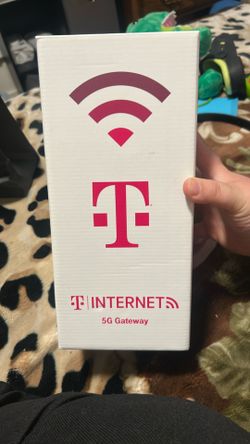 T
T | INTERNET
5G Gateway